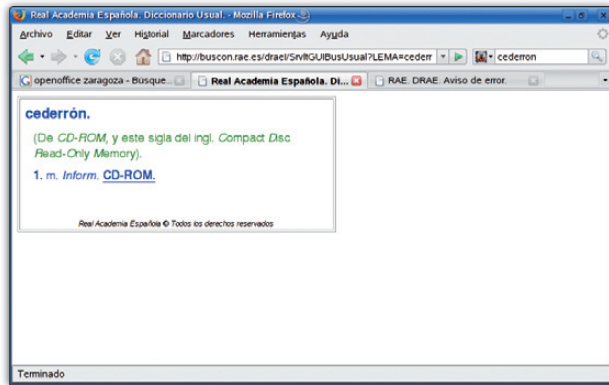 Real Academia Española. Diccionario Usual. - Mozilla Firefox
Archivo Editar Ver Historial Marcadores Herramientas Ayuda
http://buscon.rae.es/draeI/SrvltGUIBusUsual?LEMA=cederr cederron
openoffice zaragoza - Búsque... Real Academia Española. Di... RAE. DRAE. Aviso de error.
cederrón.
(De CD-ROM, y este sigla del ingl. Compact Disc
Read-Only Memory).
1. m. Inform. CD-ROM.
Real Academia Española © Todos los derechos reservados
Terminado